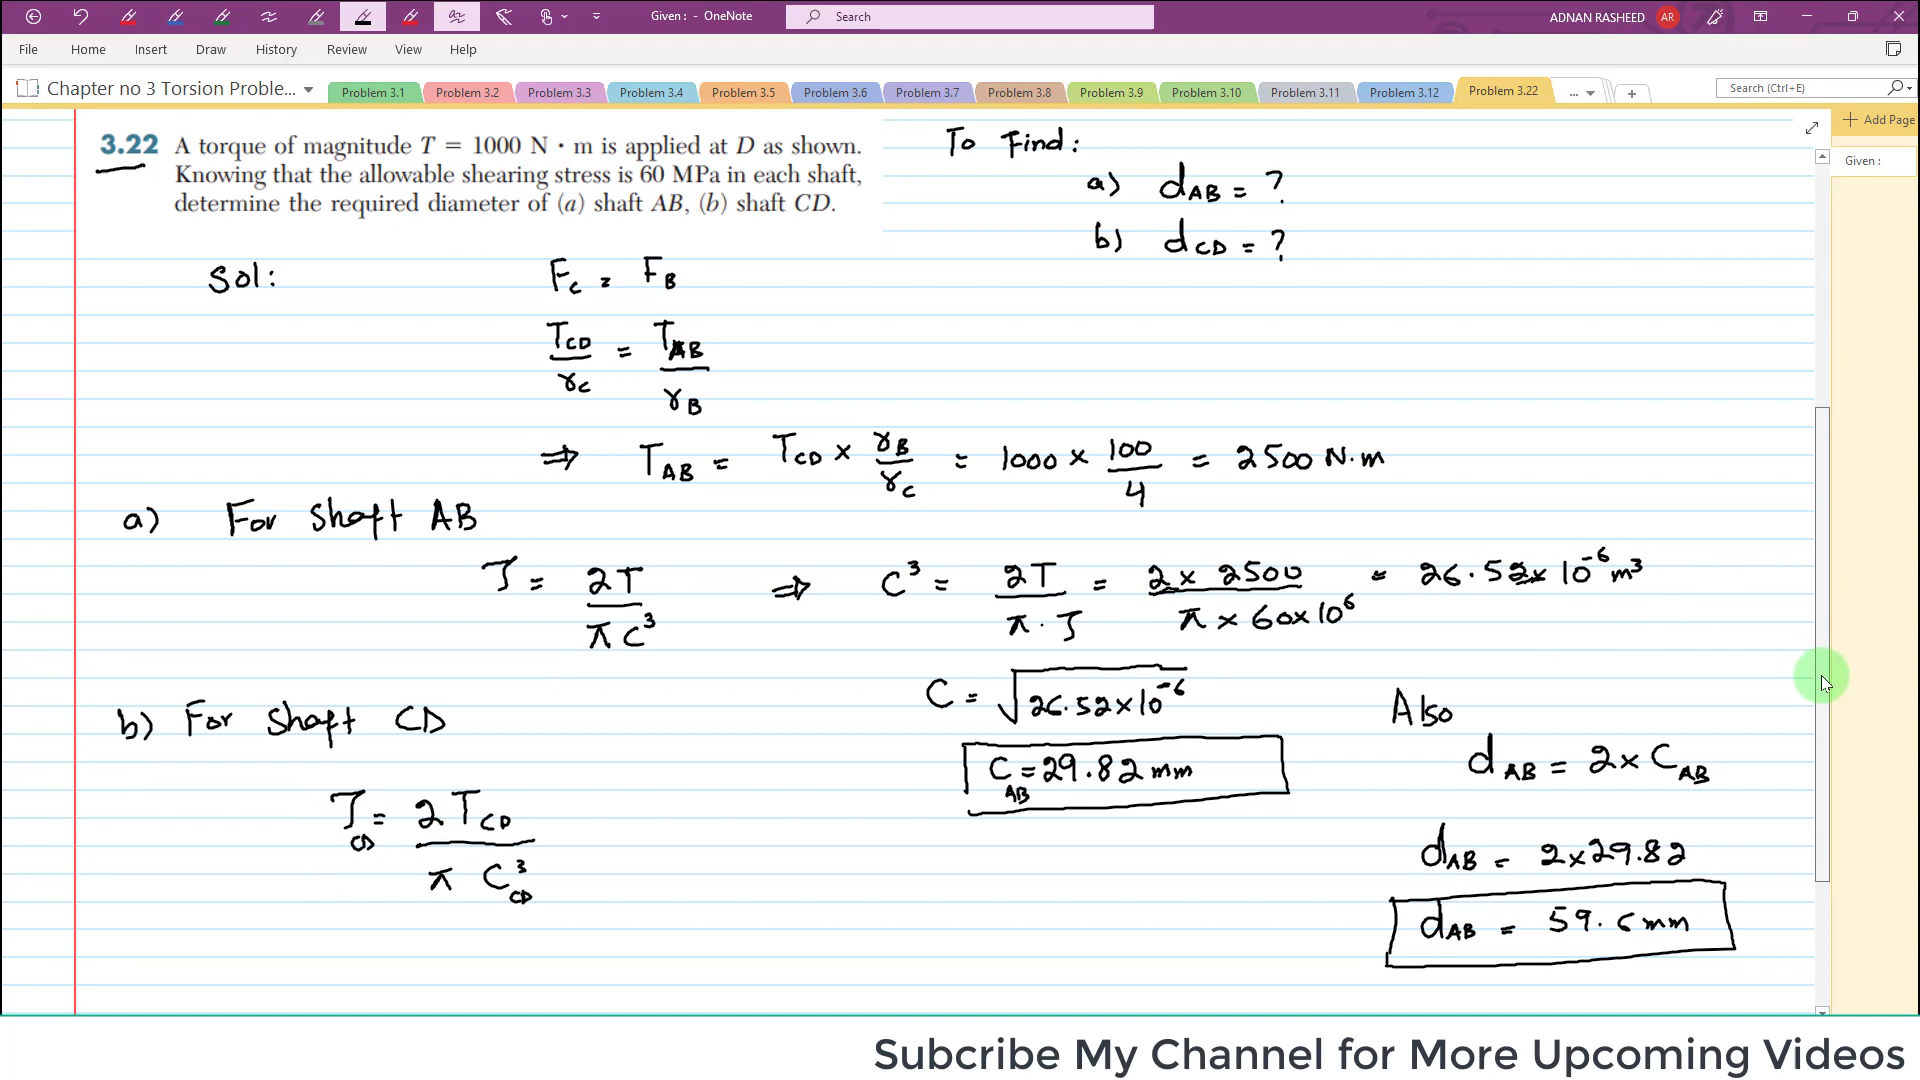 Given : - OneNote
Search
ADNAN RASHEED
AR
File Home Insert Draw History Review View Help
Chapter no 3 Torsion Proble...
Problem 3.1 Problem 3.2 Problem 3.3 Problem 3.4 Problem 3.5 Problem 3.6 Problem 3.7 Problem 3.8 Problem 3.9 Problem 3.10 Problem 3.11 Problem 3.12 Problem 3.22 ...
Search (Ctrl+E)
Add Page
Given :
3.22 A torque of magnitude T = 1000 N · m is applied at D as shown.
Knowing that the allowable shearing stress is 60 MPa in each shaft,
determine the required diameter of (a) shaft AB, (b) shaft CD.
To Find:
a) dAB = ?
b) dCD = ?
Sol: FC = FB
TCD/rC = TAB/rB
⇒ TAB = TCD × rB/rC = 1000 × 100/4 = 2500 N.m
a) For Shaft AB
τ = 2T/πC³ ⇒ C³ = 2T/π.τ = 2 × 2500/π × 60×10⁶ = 26.52×10⁻⁶ m³
C = √26.52×10⁻⁶
CAB = 29.82 mm
Also
dAB = 2× CAB
dAB = 2×29.82
dAB = 59.6 mm
b) For Shaft CD
τCD = 2TCD/π C³CD
Subcribe My Channel for More Upcoming Videos